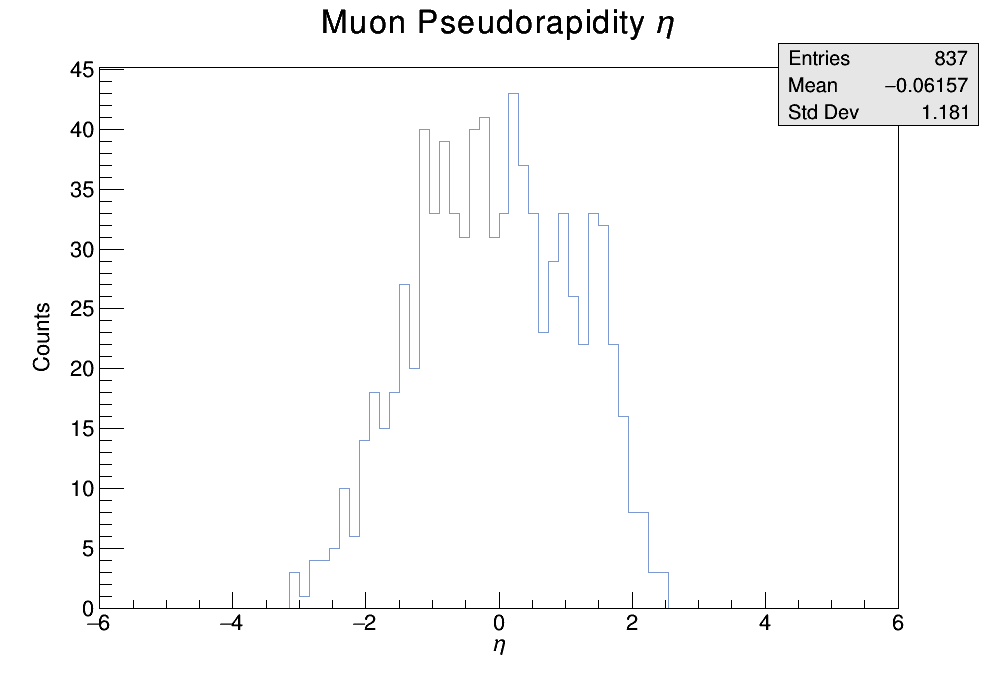 Muon Pseudorapidity η
Entries 837
Mean −0.06157
Std Dev 1.181
45
40
35
30
25
20
15
10
5
0
Counts
−6 −4 −2 0 2 4 6
η